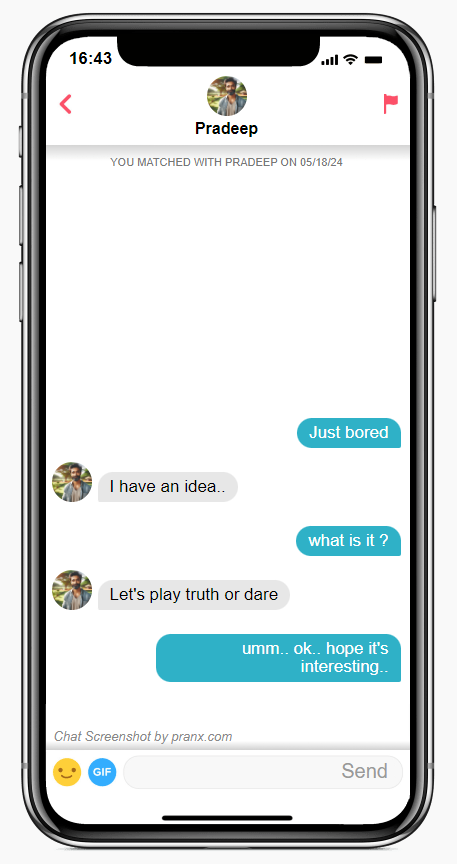 16:43
Pradeep
YOU MATCHED WITH PRADEEP ON 05/18/24
Just bored
I have an idea..
what is it ?
Let's play truth or dare
umm.. ok.. hope it's
interesting..
Chat Screenshot by pranx.com
GIF
Send